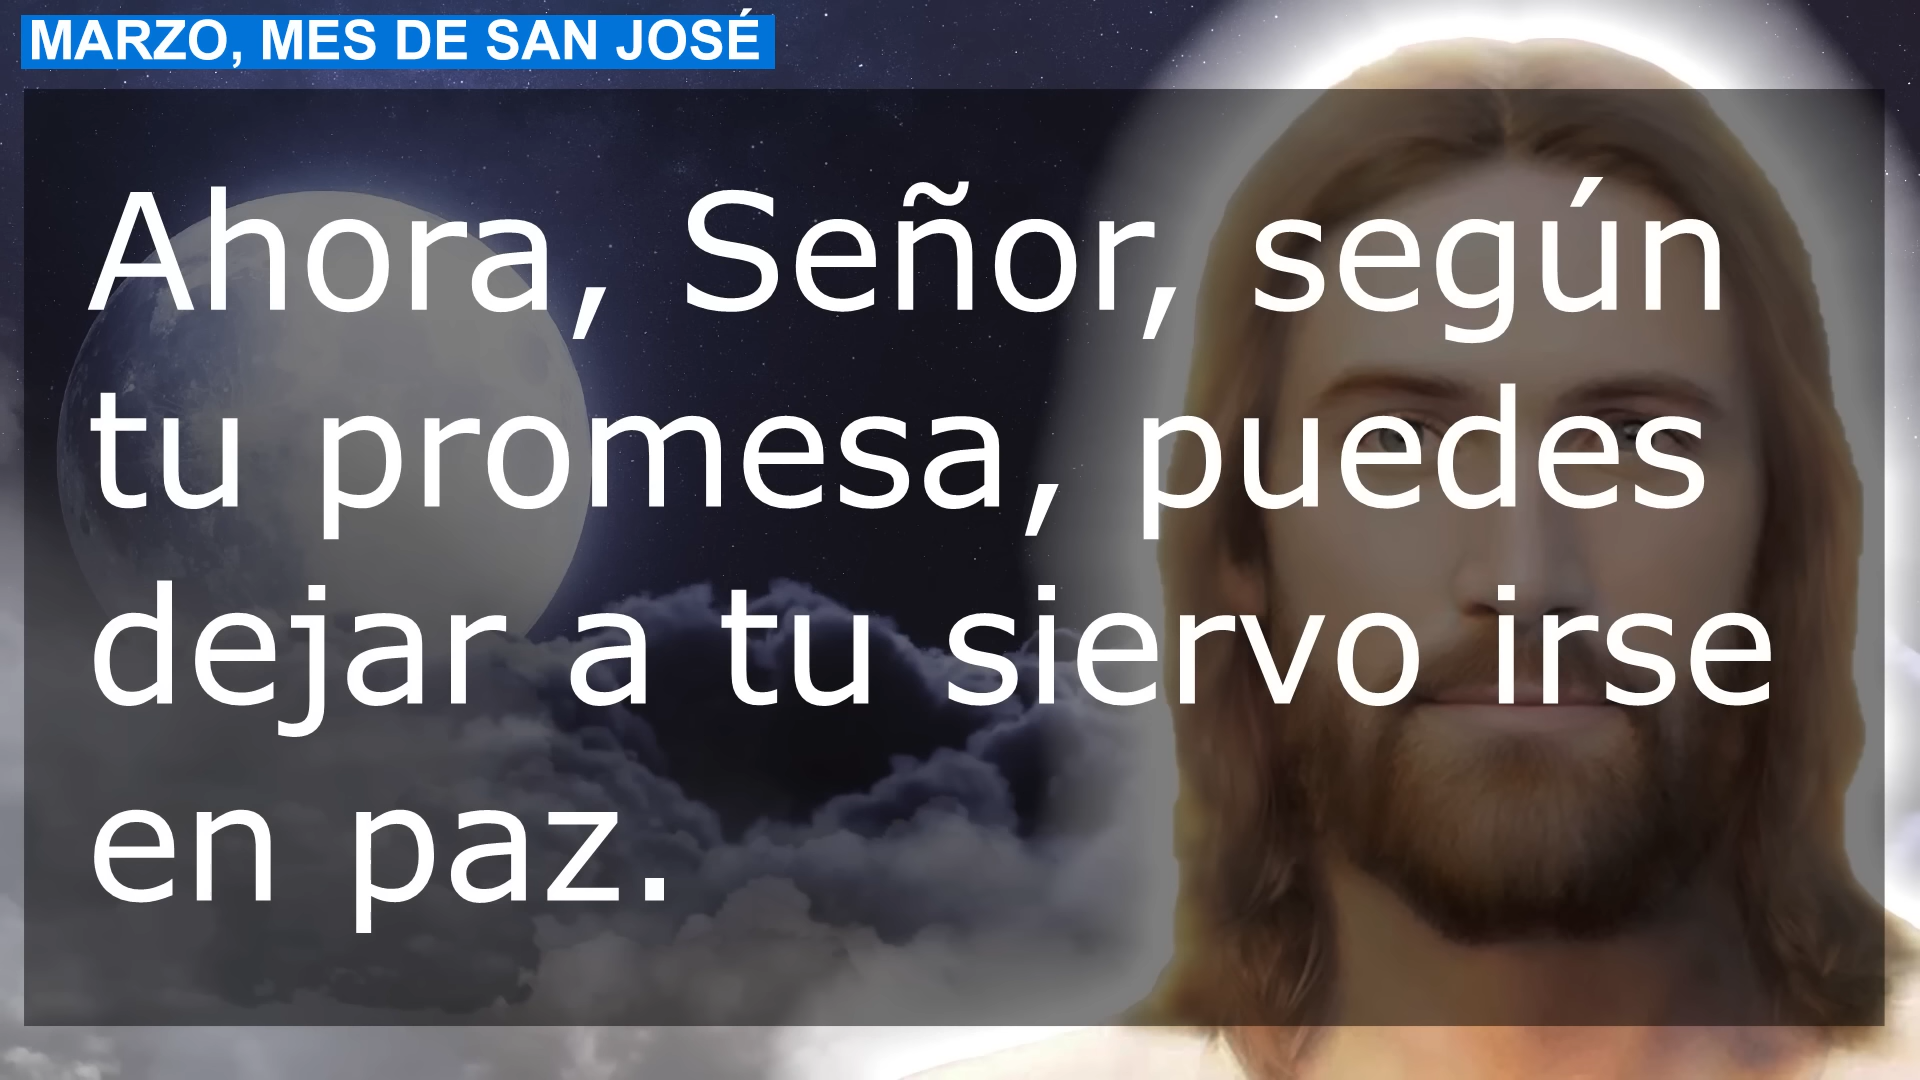 MARZO, MES DE SAN JOSÉ
Ahora, Señor, según
tu promesa, puedes
dejar a tu siervo irse
en paz.